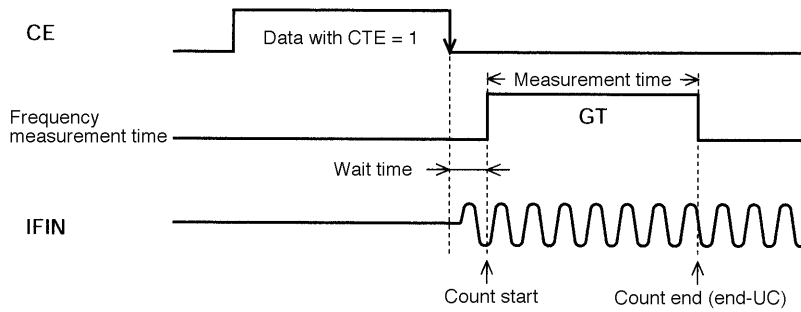 CE
Data with CTE = 1
Measurement time
Frequency
measurement time
GT
Wait time
IFIN
Count start
Count end (end-UC)